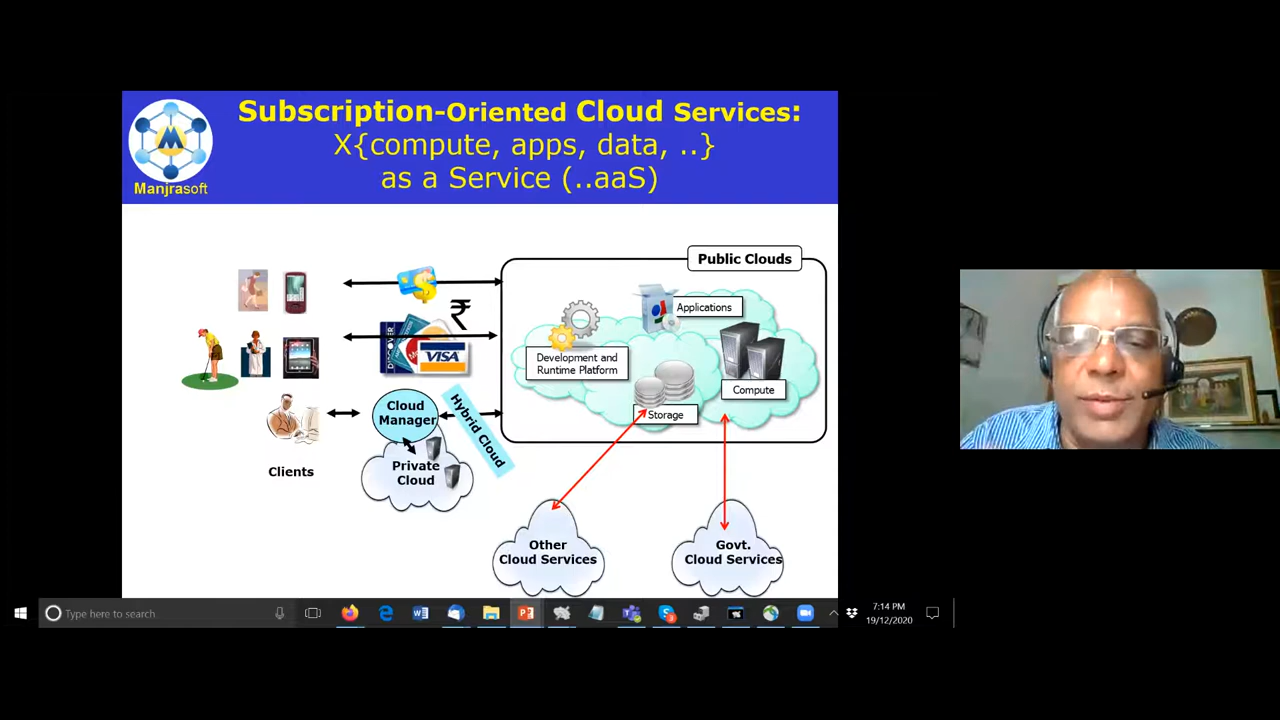 Subscription-Oriented Cloud Services:
X{compute, apps, data, ..}
as a Service (..aaS)
Manjrasoft
Public Clouds
Applications
Development and
Runtime Platform
Compute
Storage
₹
DISCOVER
VISA
Cloud
Manager
Hybrid Cloud
Private
Cloud
Clients
Other
Cloud Services
Govt.
Cloud Services
Type here to search
7:14 PM
19/12/2020